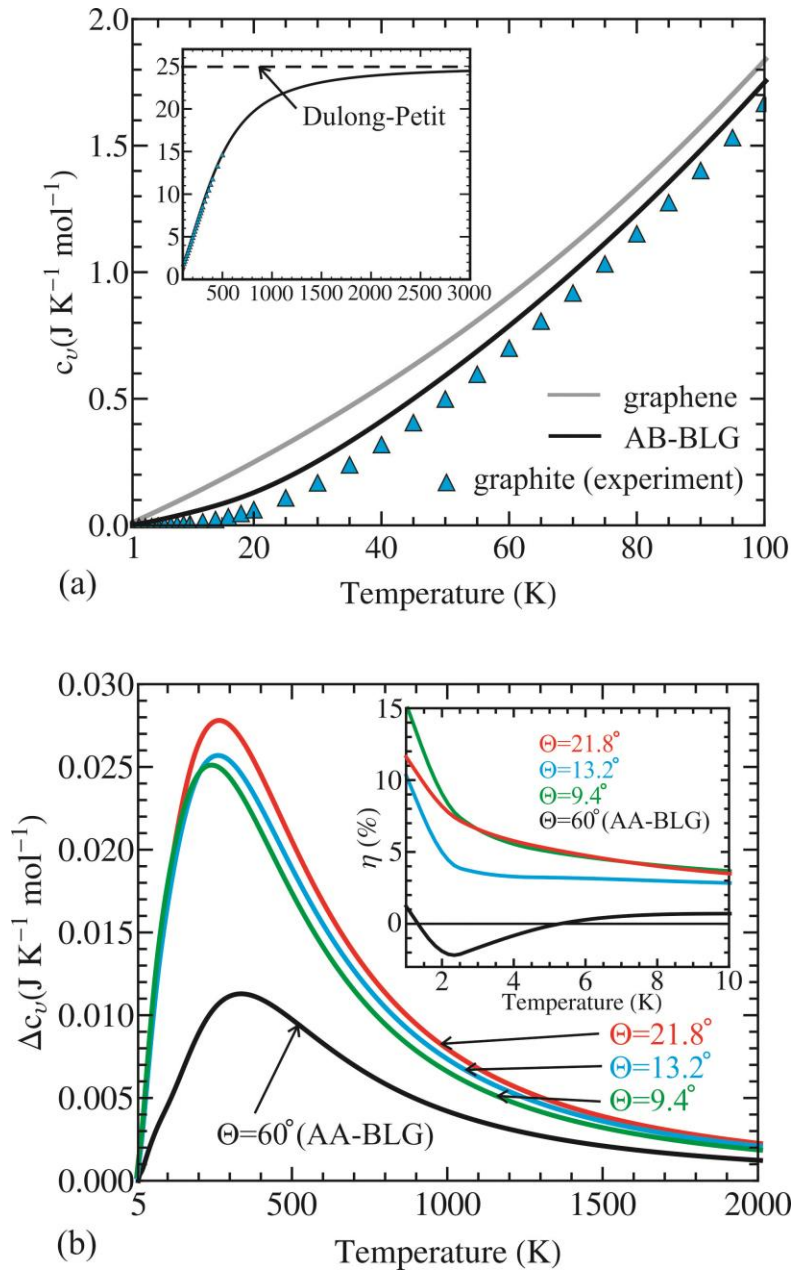 2.0
1.5
1.0
0.5
0.0
c_v(J K⁻¹ mol⁻¹)
25
20
15
10
5
0
Dulong-Petit
500 1000 1500 2000 2500 3000
graphene
AB-BLG
graphite (experiment)
1 20 40 60 80 100
Temperature (K)
(a)
0.030
0.025
0.020
0.015
0.010
0.005
0.000
Δc_v(J K⁻¹ mol⁻¹)
15
10
5
0
η (%)
Θ=21.8°
Θ=13.2°
Θ=9.4°
Θ=60°(AA-BLG)
2 4 6 8 10
Temperature (K)
Θ=21.8°
Θ=13.2°
Θ=9.4°
Θ=60°(AA-BLG)
5 500 1000 1500 2000
Temperature (K)
(b)